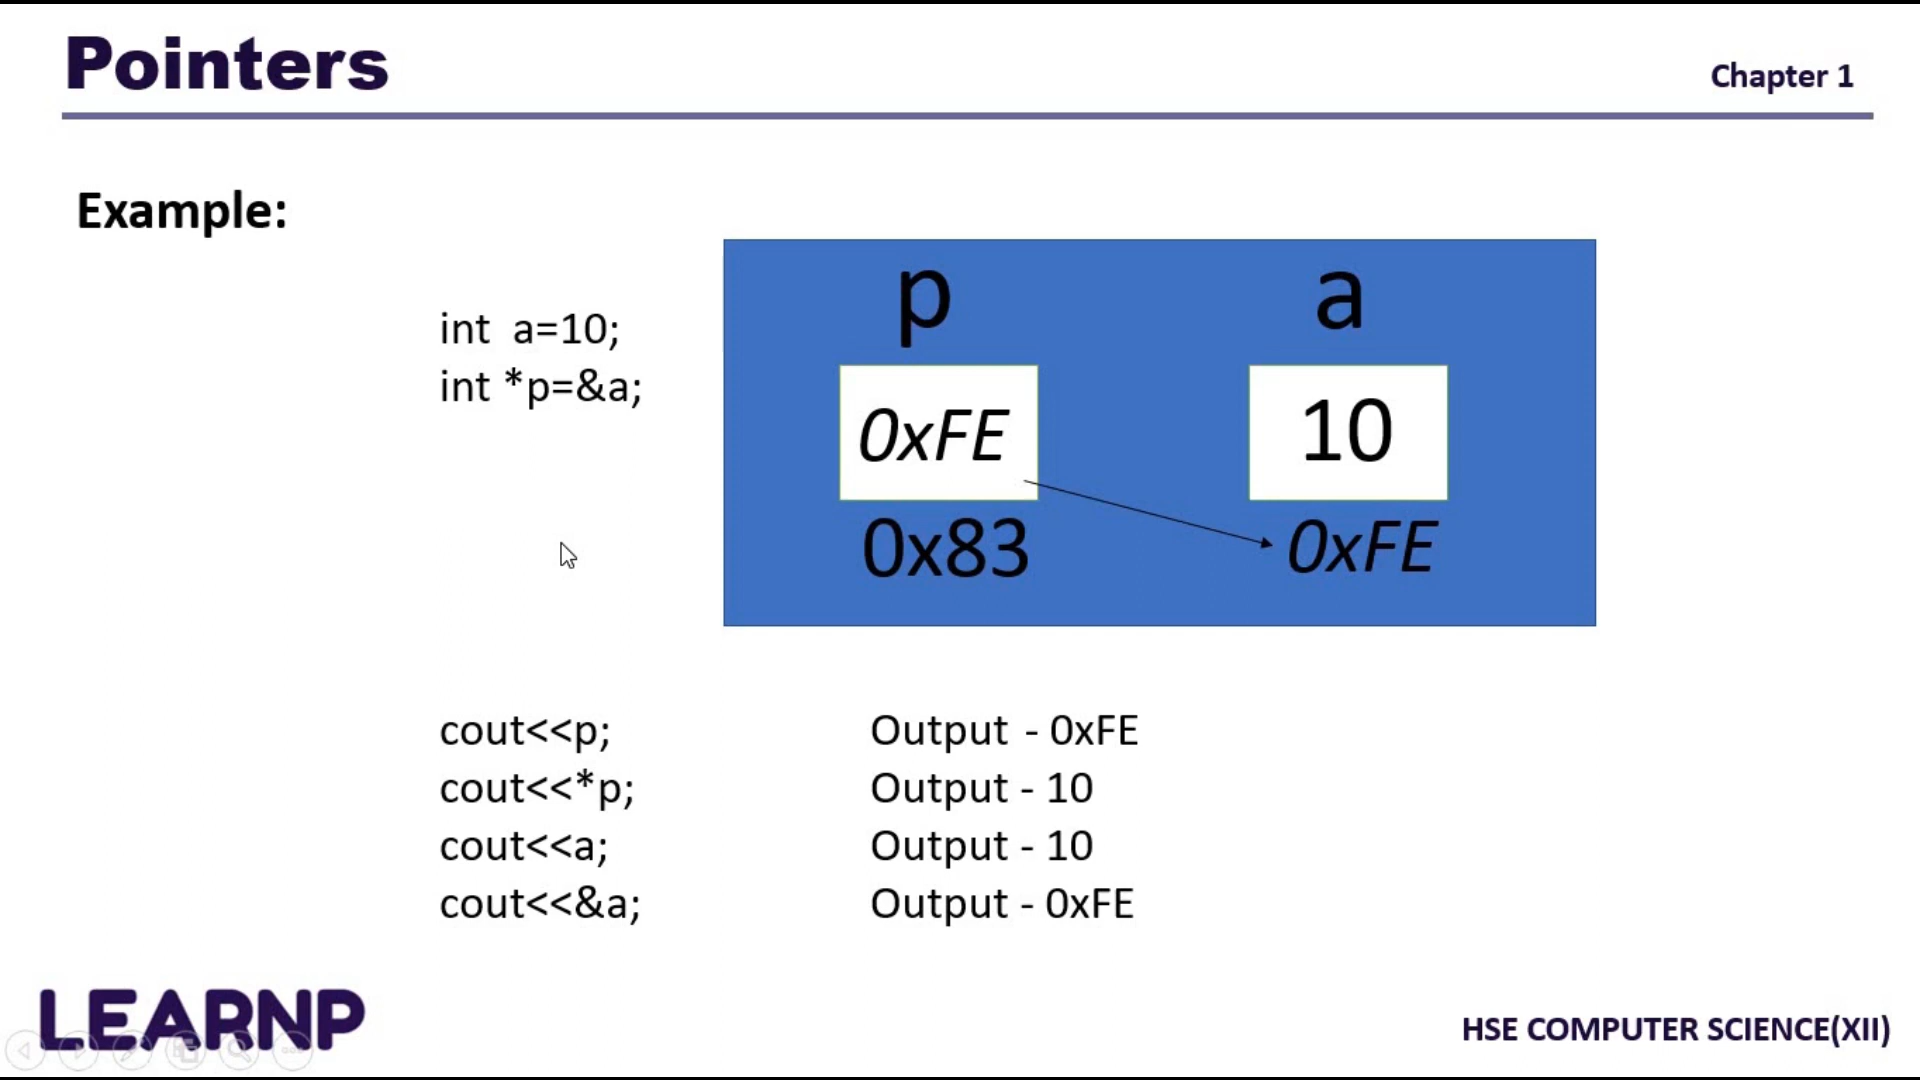 Pointers
Chapter 1
Example:
int  a=10;
int *p=&a;
p
a
0xFE
10
0x83
0xFE
cout<<p;
Output - 0xFE
cout<<*p;
Output - 10
cout<<a;
Output - 10
cout<<&a;
Output - 0xFE
LEARNP
HSE COMPUTER SCIENCE(XII)